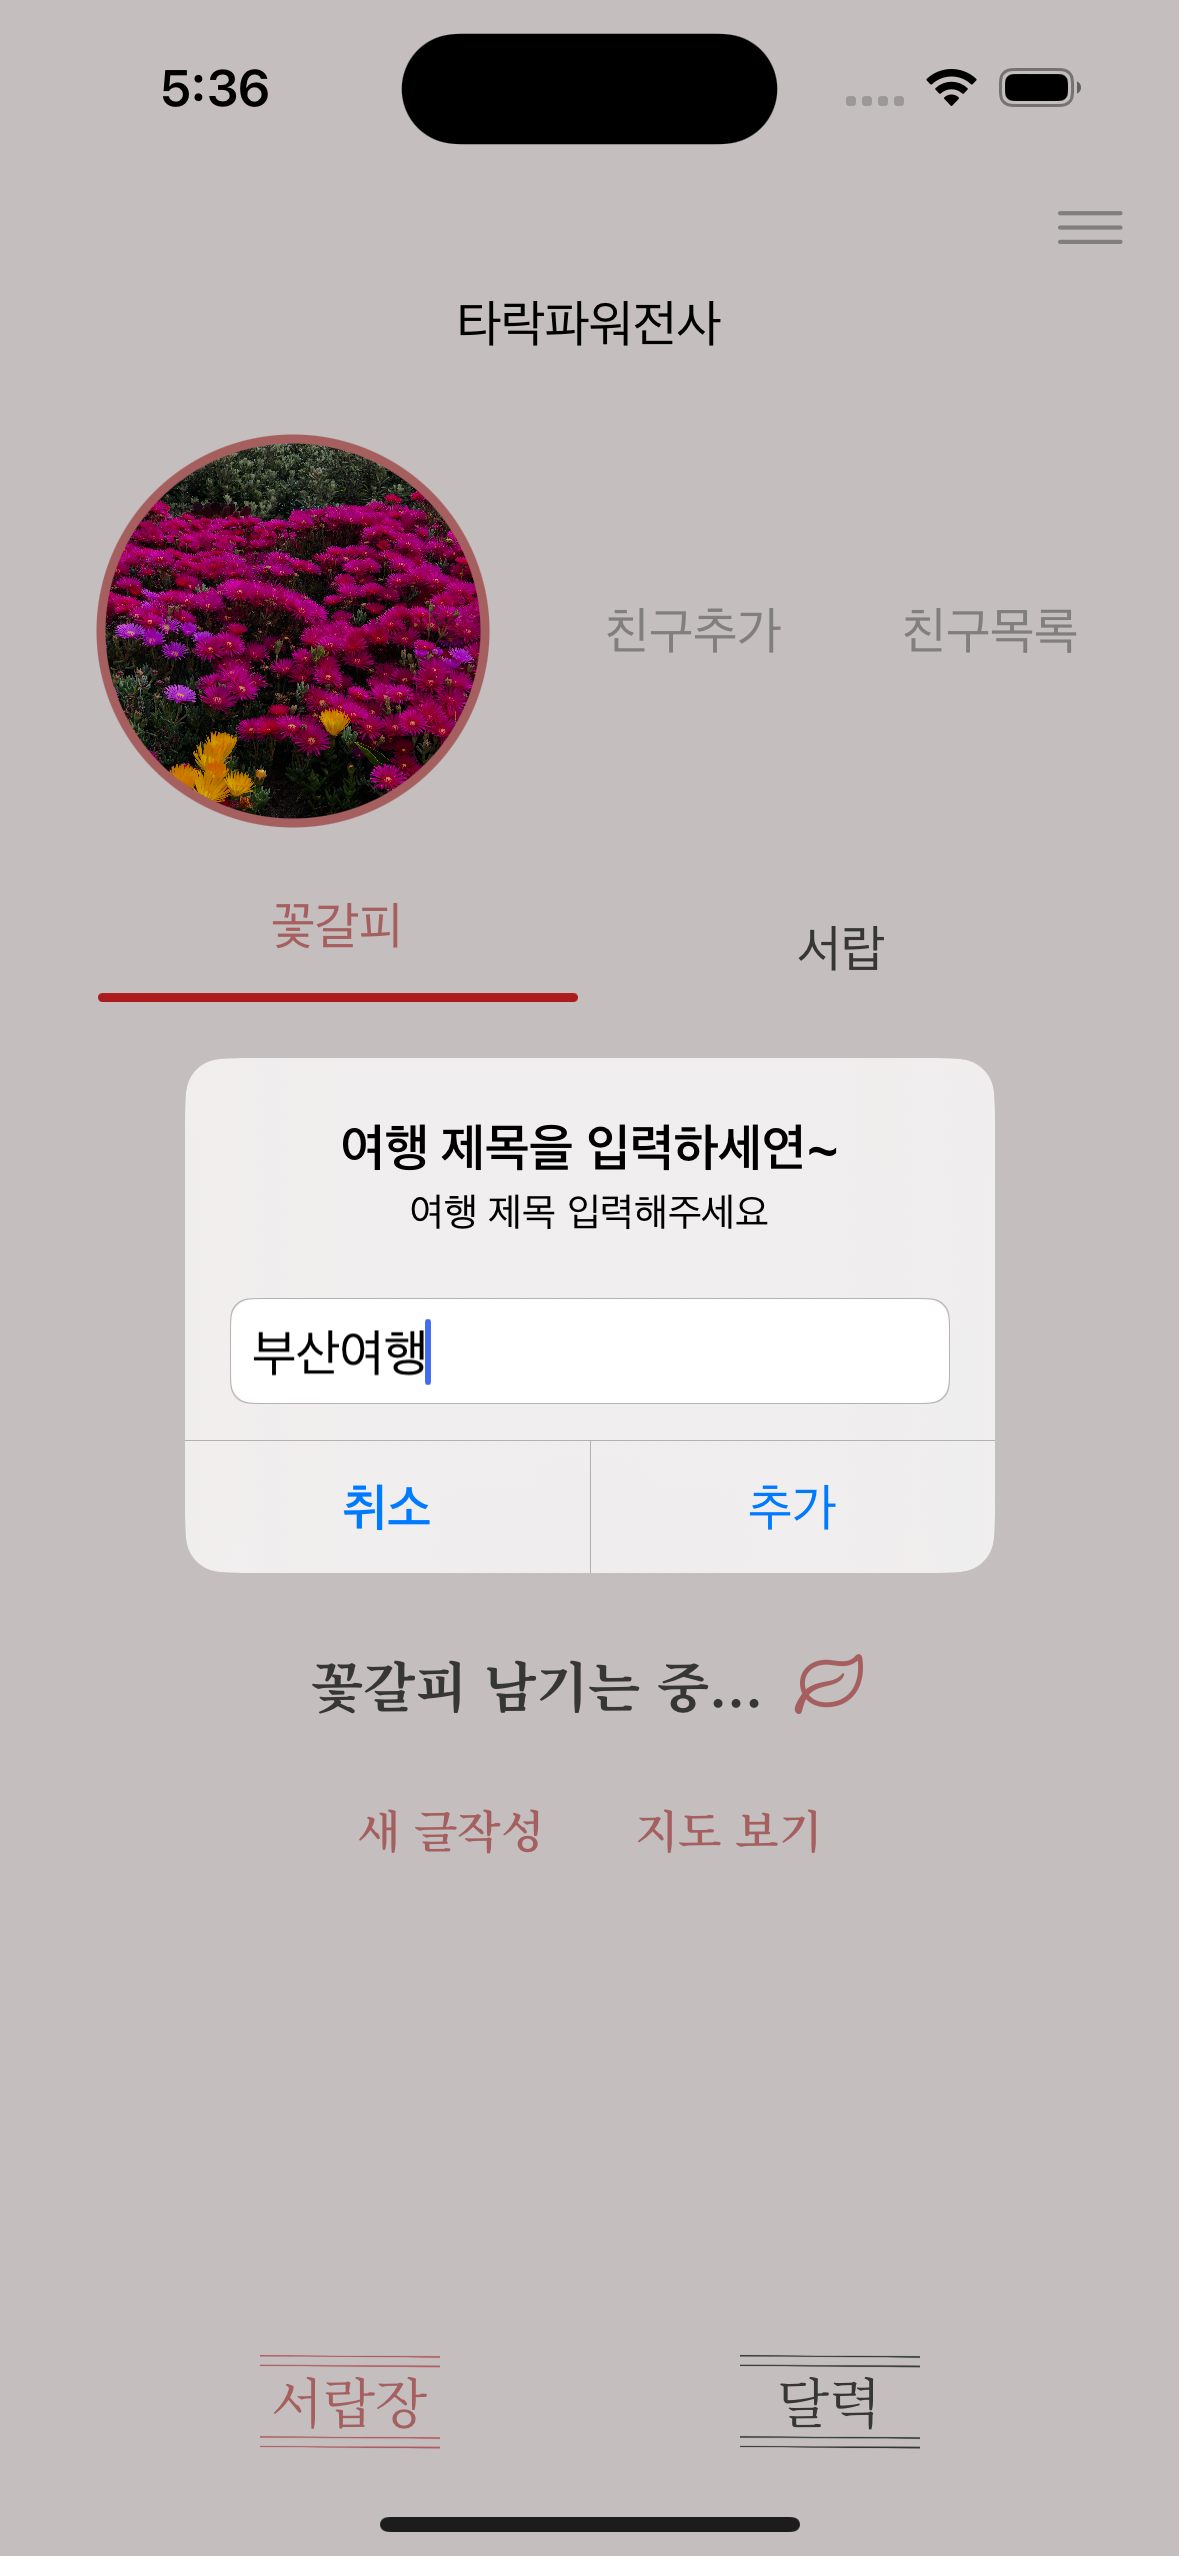 5:36
타락파워전사
친구추가 친구목록
꽃갈피
서랍
여행 제목을 입력하세연~
여행 제목 입력해주세요
부산여행
취소 추가
꽃갈피 남기는 중...
새 글작성 지도 보기
서랍장 달력